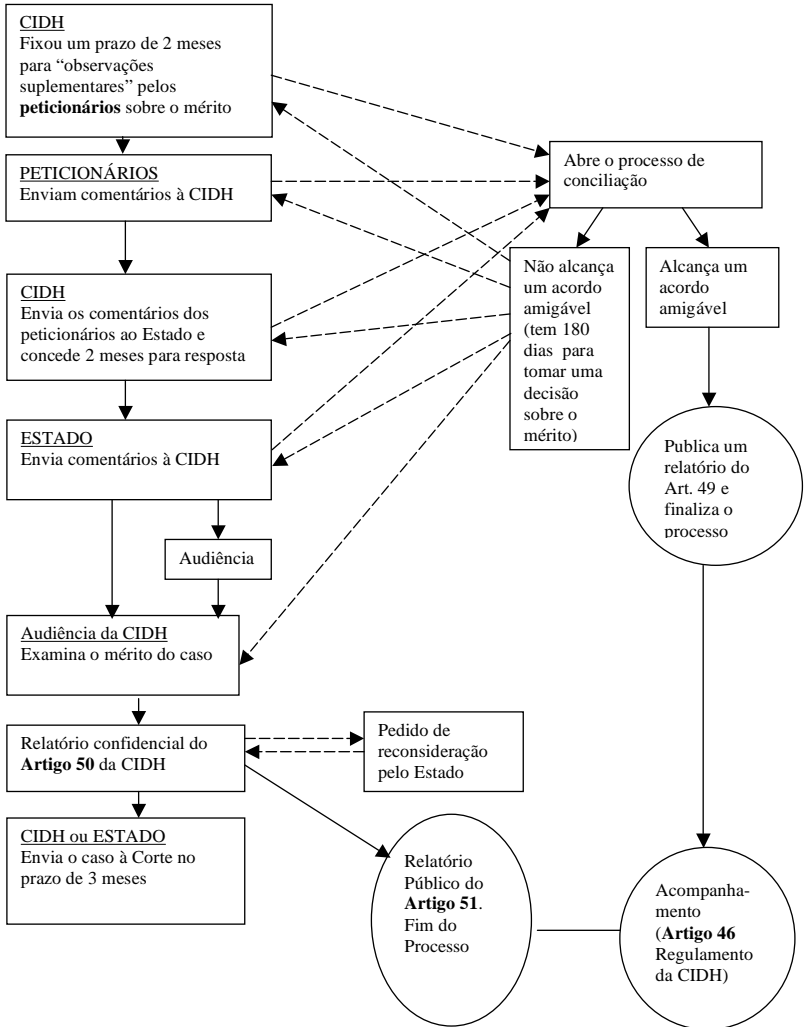 CIDH
Fixou um prazo de 2 meses
para “observações
suplementares” pelos
peticionários sobre o mérito
PETICIONÁRIOS
Enviam comentários à CIDH
Abre o processo de
conciliação
CIDH
Envia os comentários dos
peticionários ao Estado e
concede 2 meses para resposta
Não alcança
um acordo
amigável
(tem 180
dias para
tomar uma
decisão
sobre o
mérito)
Alcança um
acordo
amigável
ESTADO
Envia comentários à CIDH
Publica um
relatório do
Art. 49 e
finaliza o
processo
Audiência
Audiência da CIDH
Examina o mérito do caso
Relatório confidencial do
Artigo 50 da CIDH
Pedido de
reconsideração
pelo Estado
CIDH ou ESTADO
Envia o caso à Corte no
prazo de 3 meses
Relatório
Público do
Artigo 51.
Fim do
Processo
Acompanha-
mento
(Artigo 46
Regulamento
da CIDH)